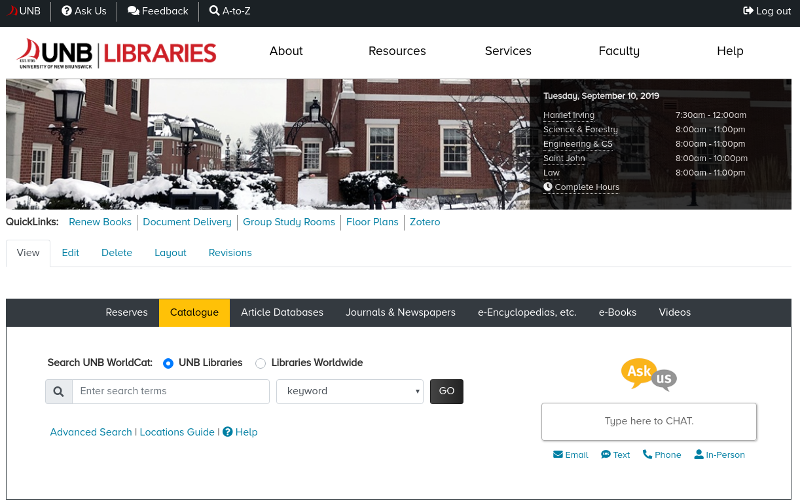 UNB Ask Us Feedback A-to-Z Log out
UNB LIBRARIES
UNIVERSITY OF NEW BRUNSWICK
About Resources Services Faculty Help
Tuesday, September 10, 2019
Harriet Irving 7:30am - 12:00am
Science & Forestry 8:00am - 11:00pm
Engineering & CS 8:00am - 11:00pm
Saint John 8:00am - 10:00pm
Law 8:00am - 11:00pm
Complete Hours
QuickLinks: Renew Books Document Delivery Group Study Rooms Floor Plans Zotero
View Edit Delete Layout Revisions
Reserves Catalogue Article Databases Journals & Newspapers e-Encyclopedias, etc. e-Books Videos
Search UNB WorldCat: UNB Libraries Libraries Worldwide
Enter search terms keyword GO
Advanced Search | Locations Guide | Help
Ask us
Type here to CHAT.
Email Text Phone In-Person